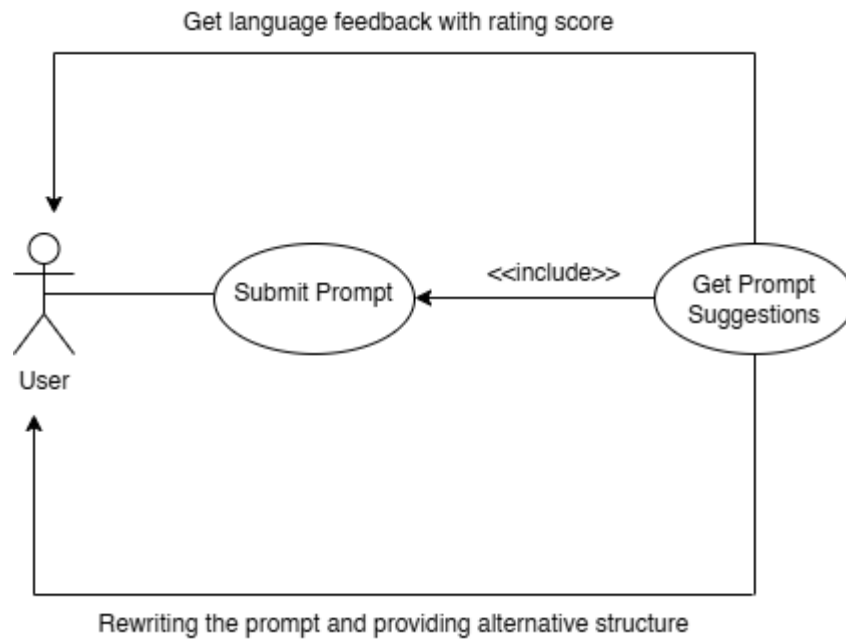 Get language feedback with rating score
Submit Prompt
<<include>>
Get Prompt
Suggestions
User
Rewriting the prompt and providing alternative structure